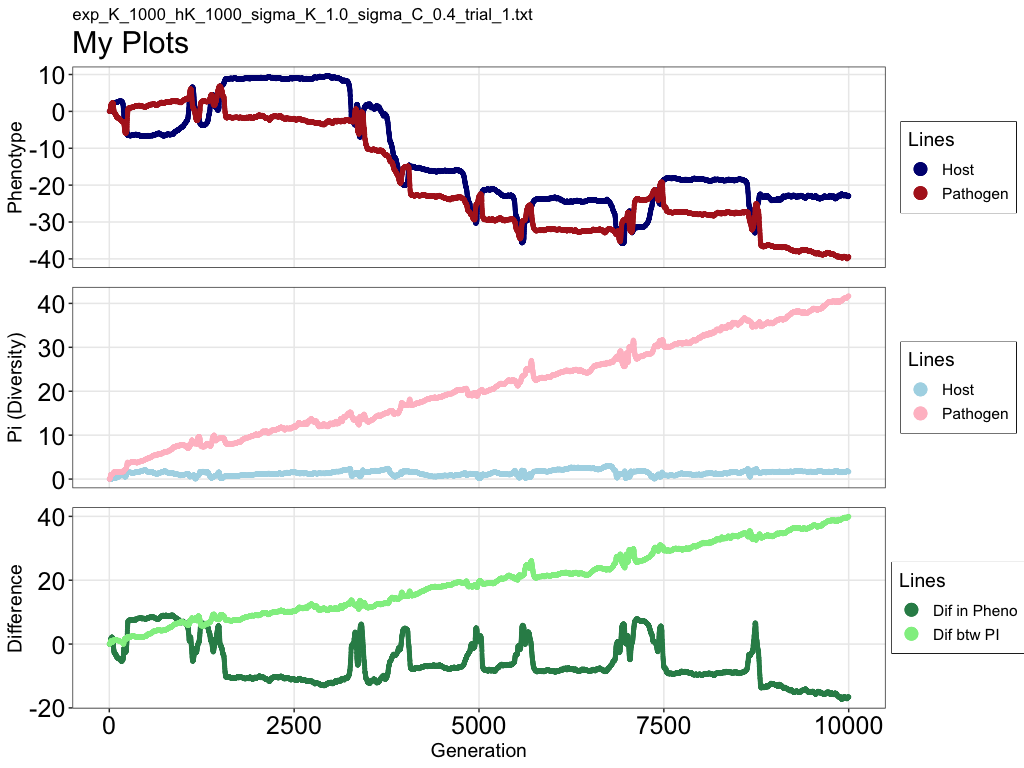 exp_K_1000_hK_1000_sigma_K_1.0_sigma_C_0.4_trial_1.txt
My Plots
Phenotype
10
0
-10
-20
-30
-40
Lines
Host
Pathogen
Pi (Diversity)
40
30
20
10
0
Lines
Host
Pathogen
Difference
40
20
0
-20
Lines
Dif in Pheno
Dif btw PI
0 2500 5000 7500 10000
Generation